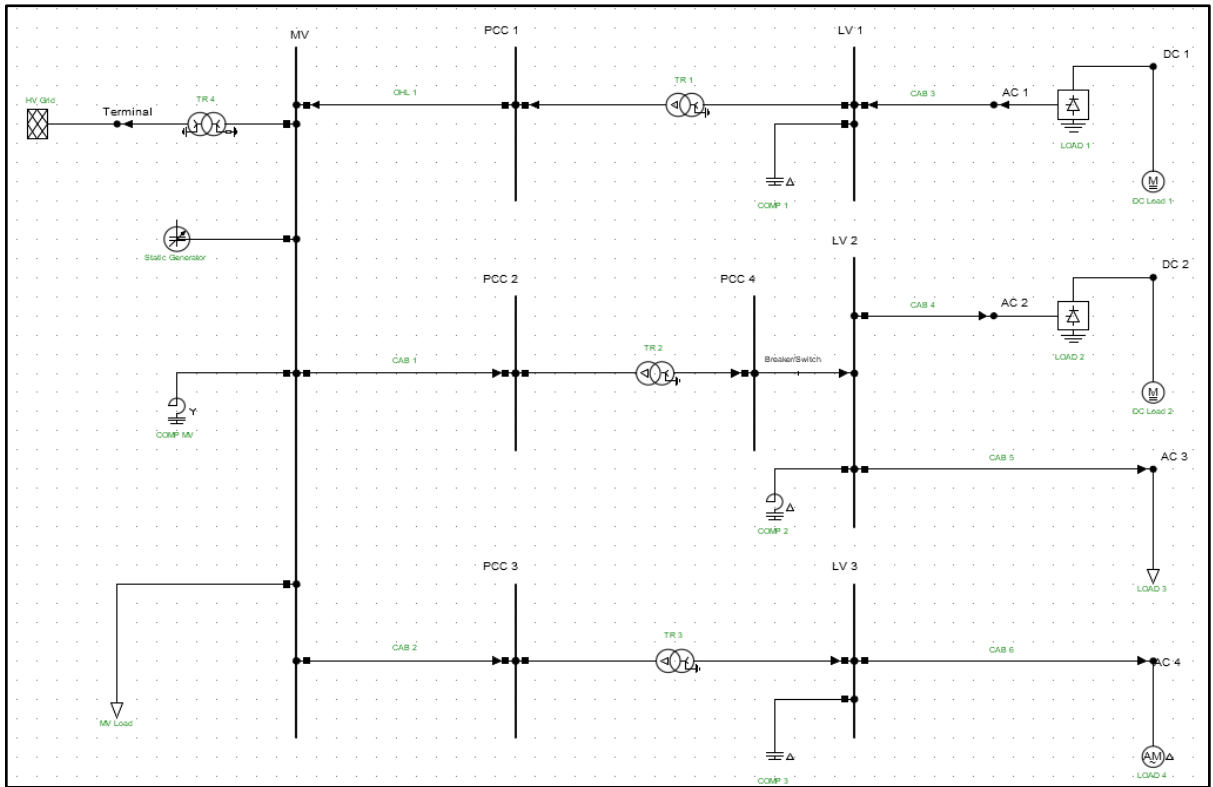 MV
PCC 1
LV 1
DC 1
TR 1
HV Grid
TR 4
OHL 1
CAB 3
AC 1
Terminal
LOAD 1
COMP 1
M
DC Load 1
LV 2
Static Generator
DC 2
PCC 2
PCC 4
CAB 4
AC 2
TR 2
Breaker/Switch
LOAD 2
CAB 1
M
Y
DC Load 2
COMP MV
CAB 5
AC 3
COMP 2
PCC 3
LV 3
LOAD 3
TR 3
CAB 2
CAB 6
AC 4
MV Load
AM
COMP 3
LOAD 4